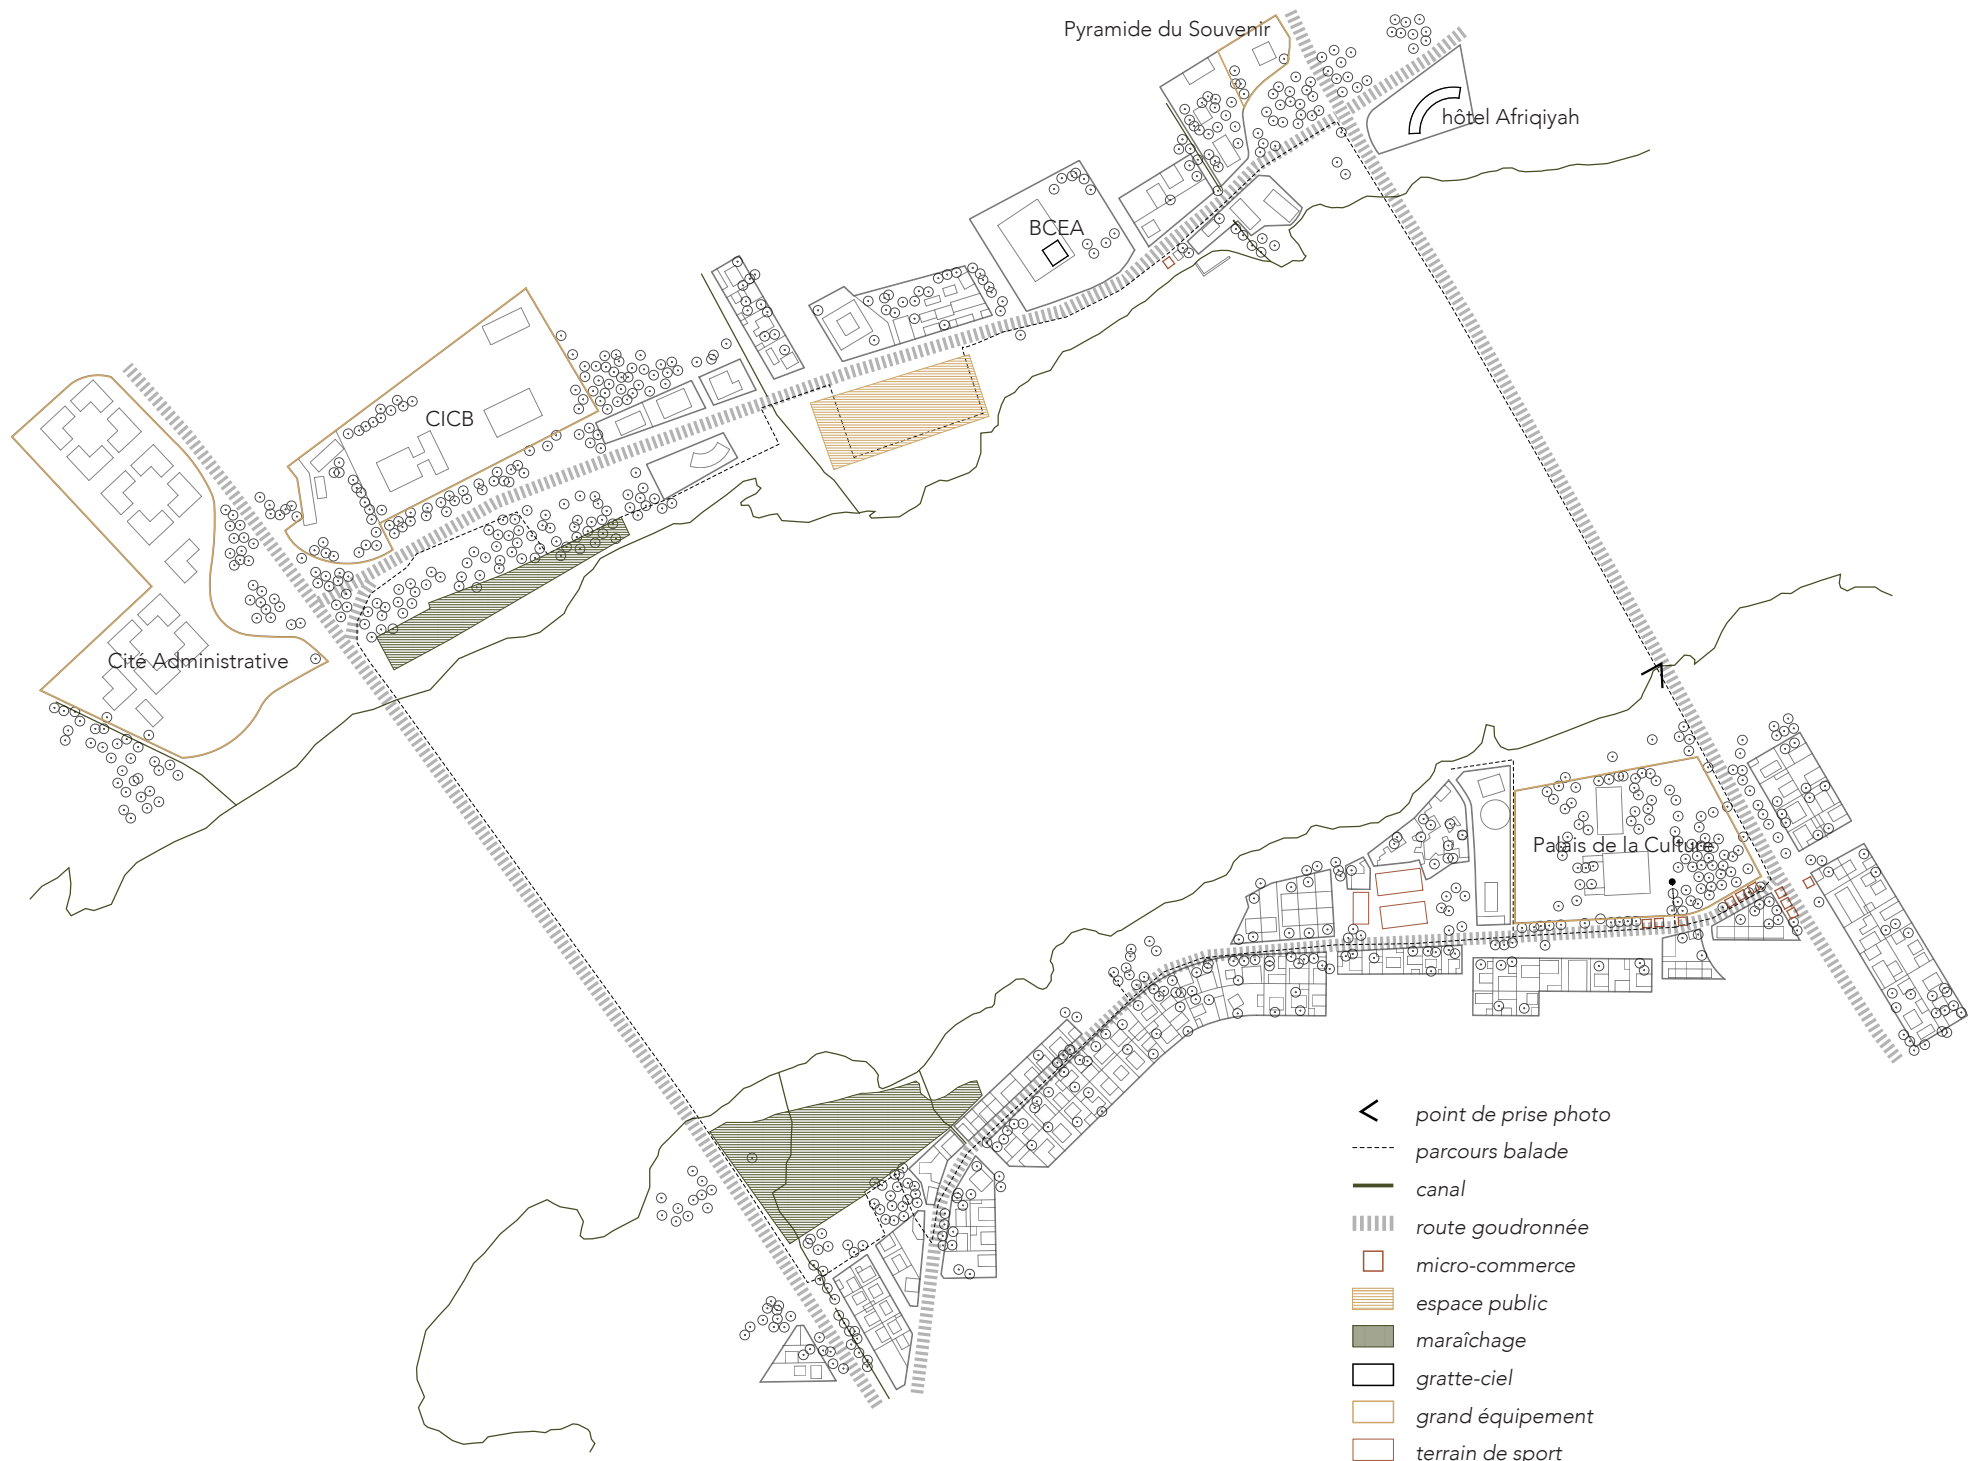 Pyramide du Souvenir
hôtel Afriqiyah
BCEA
CICB
Cité Administrative
Palais de la Culture
point de prise photo
parcours balade
canal
route goudronnée
micro-commerce
espace public
maraîchage
gratte-ciel
grand équipement
terrain de sport